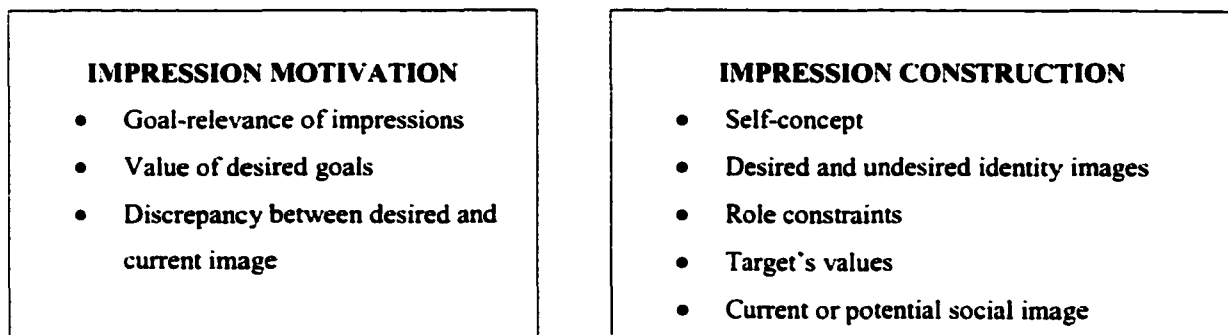 IMPRESSION MOTIVATION
• Goal-relevance of impressions
• Value of desired goals
• Discrepancy between desired and
current image
IMPRESSION CONSTRUCTION
• Self-concept
• Desired and undesired identity images
• Role constraints
• Target's values
• Current or potential social image